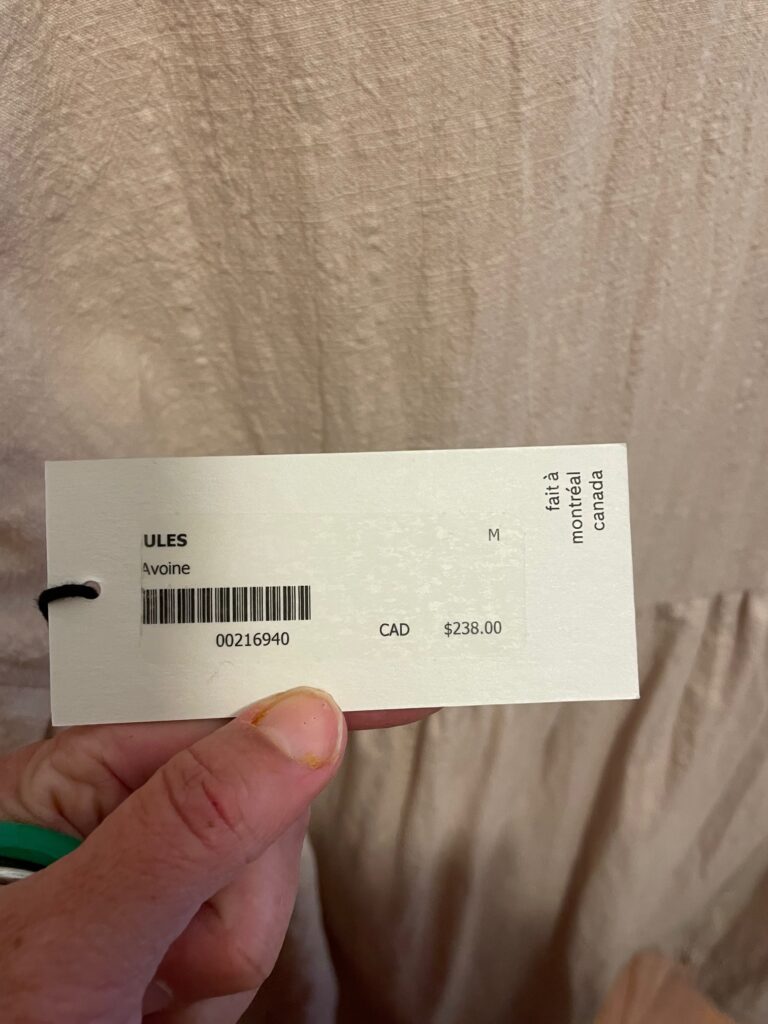 ULES
M
Avoine
00216940
CAD $238.00
fait à
montréal
canada